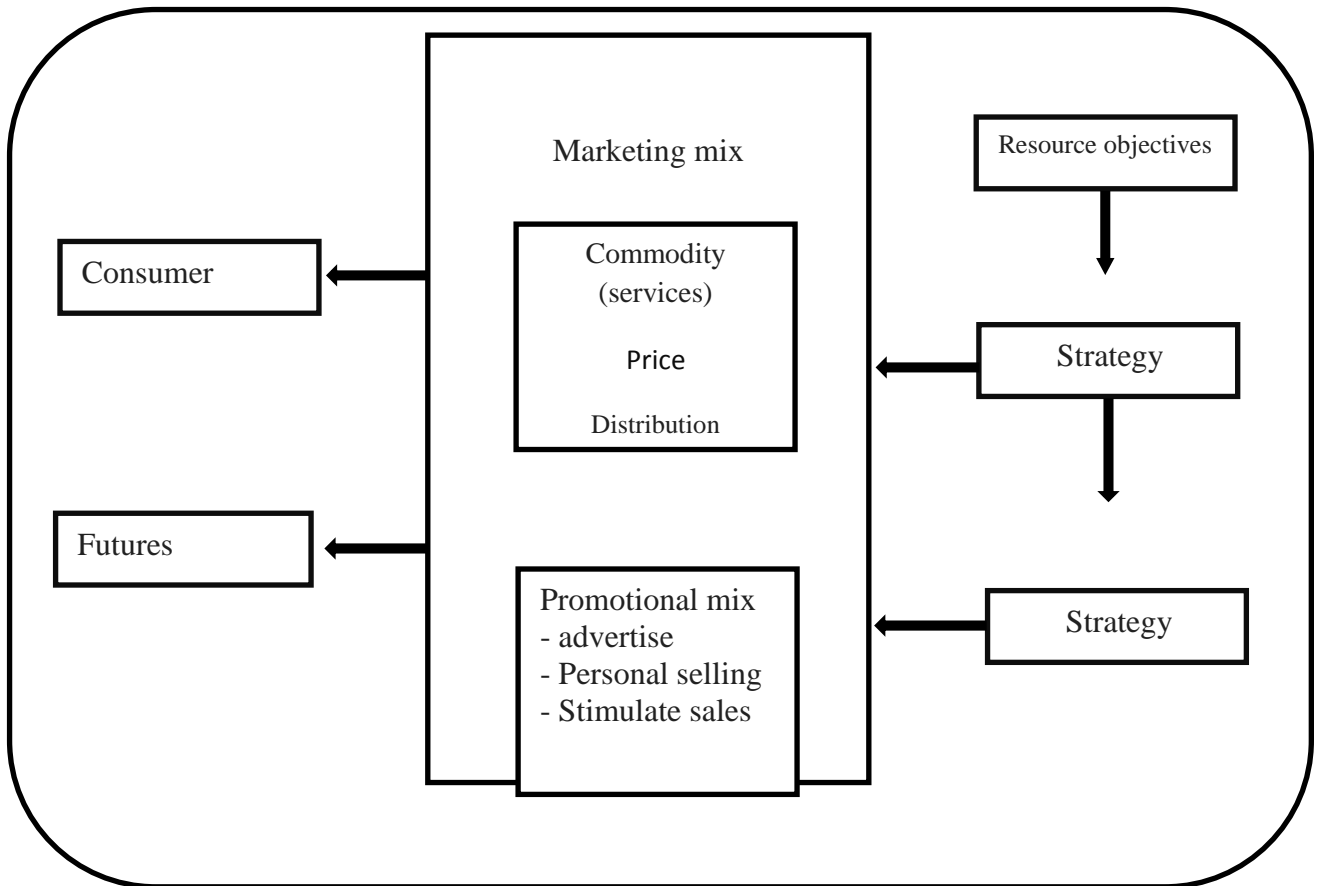 Marketing mix
Resource objectives
Consumer
Commodity
(services)
Price
Distribution
Strategy
Futures
Promotional mix
- advertise
- Personal selling
- Stimulate sales
Strategy